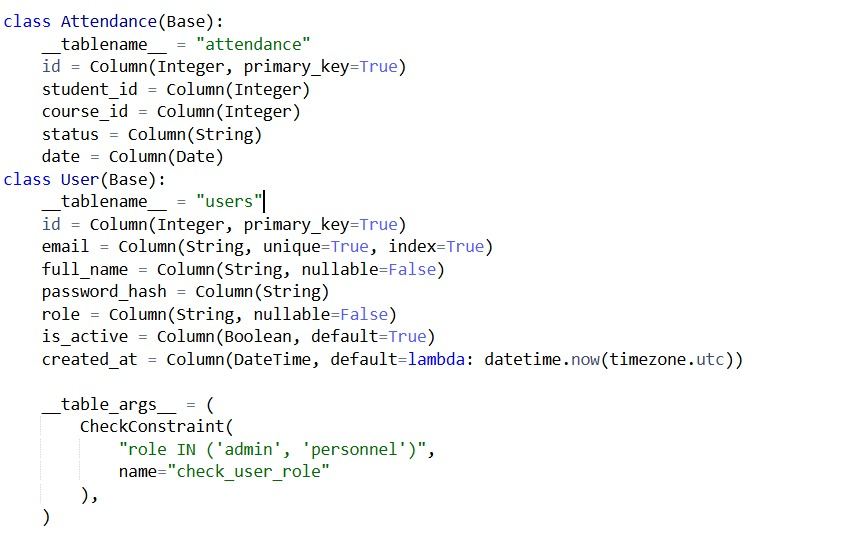 class Attendance(Base):
    __tablename__ = "attendance"
    id = Column(Integer, primary_key=True)
    student_id = Column(Integer)
    course_id = Column(Integer)
    status = Column(String)
    date = Column(Date)
class User(Base):
    __tablename__ = "users"
    id = Column(Integer, primary_key=True)
    email = Column(String, unique=True, index=True)
    full_name = Column(String, nullable=False)
    password_hash = Column(String)
    role = Column(String, nullable=False)
    is_active = Column(Boolean, default=True)
    created_at = Column(DateTime, default=lambda: datetime.now(timezone.utc))

    __table_args__ = (
        CheckConstraint(
            "role IN ('admin', 'personnel')",
            name="check_user_role"
        ),
    )